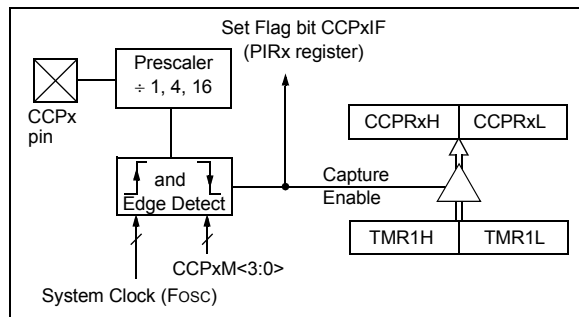 Set Flag bit CCPxIF
(PIRx register)
Prescaler
÷ 1, 4, 16
CCPx
pin
CCPRxH
CCPRxL
and
Edge Detect
Capture
Enable
TMR1H
TMR1L
CCPxM<3:0>
System Clock (FOSC)